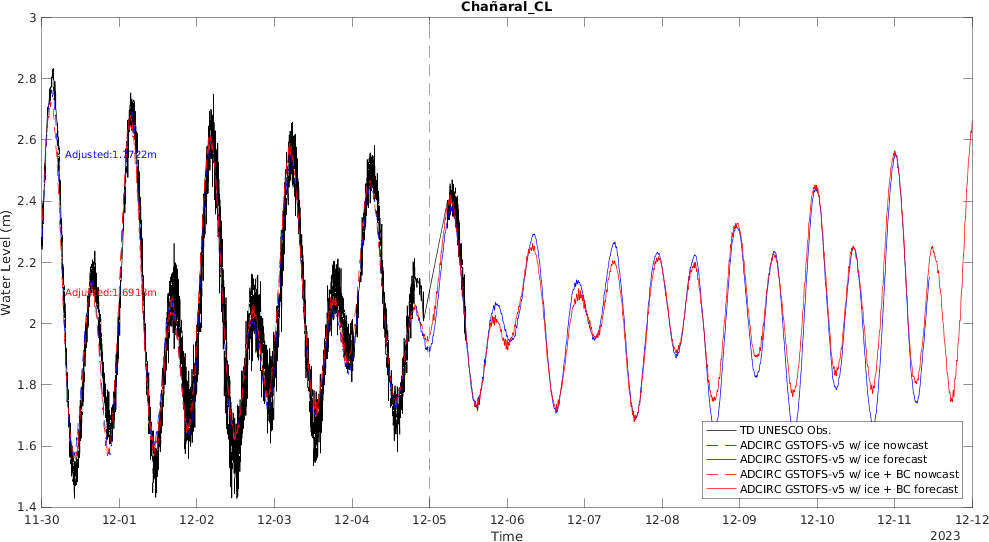 Chañaral_CL
Water Level (m)
3
2.8
2.6
2.4
2.2
2
1.8
1.6
1.4
Adjusted:1.7722m
TD UNESCO Obs.
ADCIRC GSTOFS-v5 w/ ice nowcast
ADCIRC GSTOFS-v5 w/ ice forecast
ADCIRC GSTOFS-v5 w/ ice + BC nowcast
ADCIRC GSTOFS-v5 w/ ice + BC forecast
11-30 12-01 12-02 12-03 12-04 12-05 12-06 12-07 12-08 12-09 12-10 12-11 12-12
Time
2023